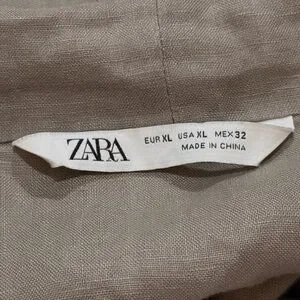 ZARA
EUR XL USA XL MEX 32
MADE IN CHINA